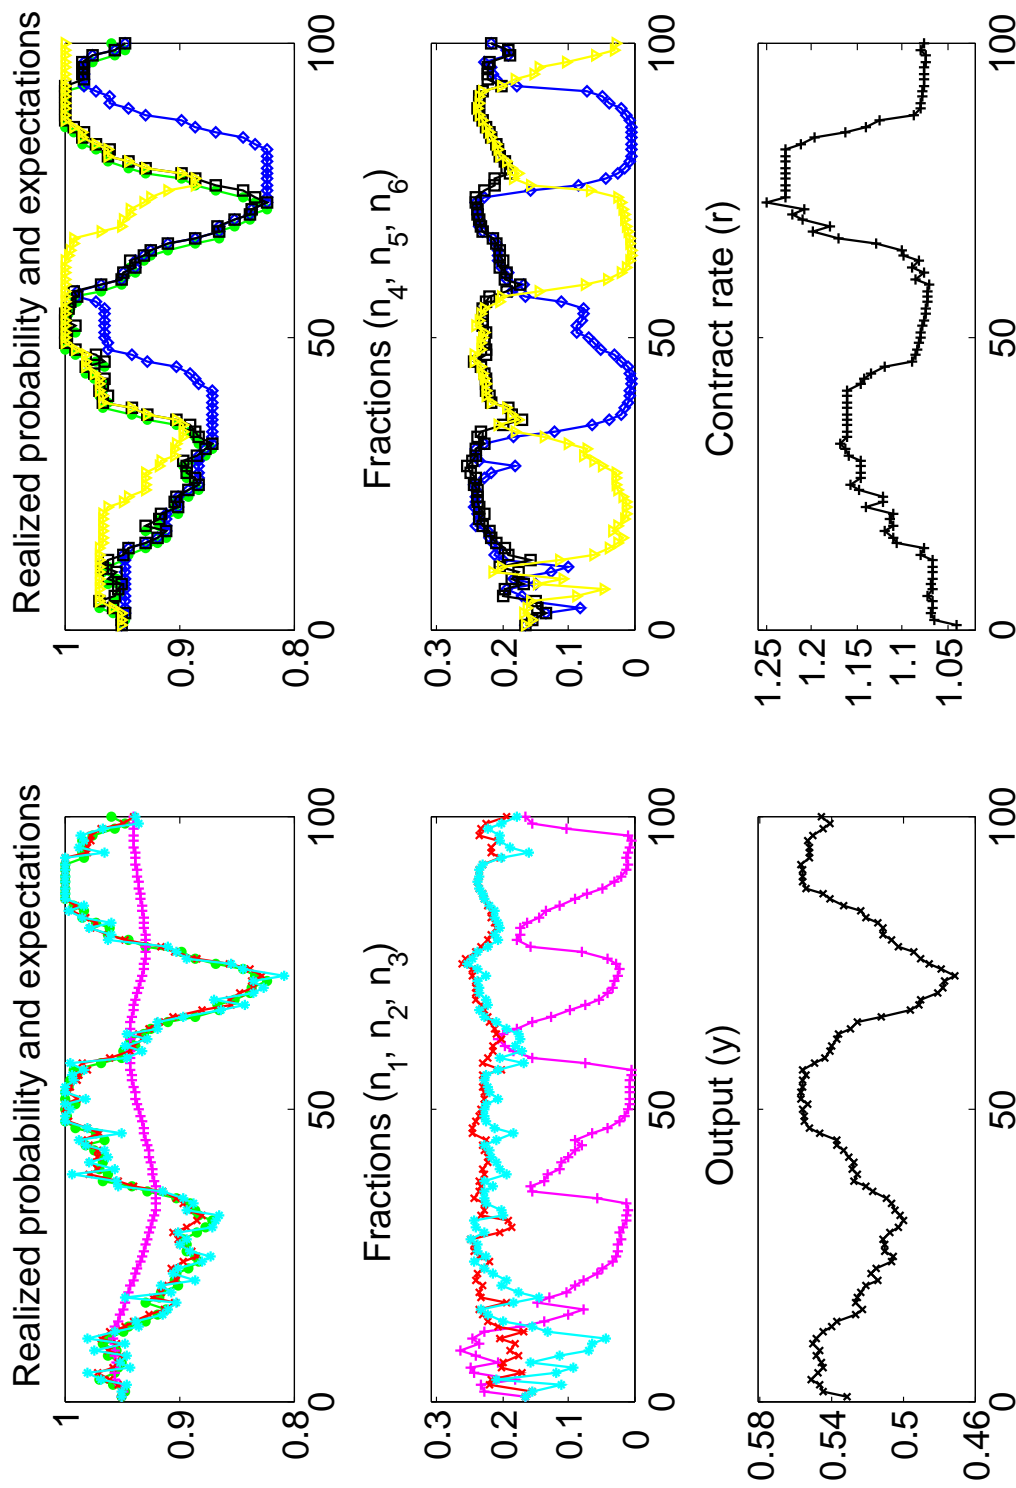 Realized probability and expectations
1
0.9
0.8
0 50 100
Realized probability and expectations
1
0.9
0.8
0 50 100
Fractions (n1, n2, n3)
0.3
0.2
0.1
0
0 50 100
Fractions (n4, n5, n6)
0.3
0.2
0.1
0
0 50 100
Output (y)
0.58
0.54
0.5
0.46
0 50 100
Contract rate (r)
1.25
1.2
1.15
1.1
1.05
0 50 100